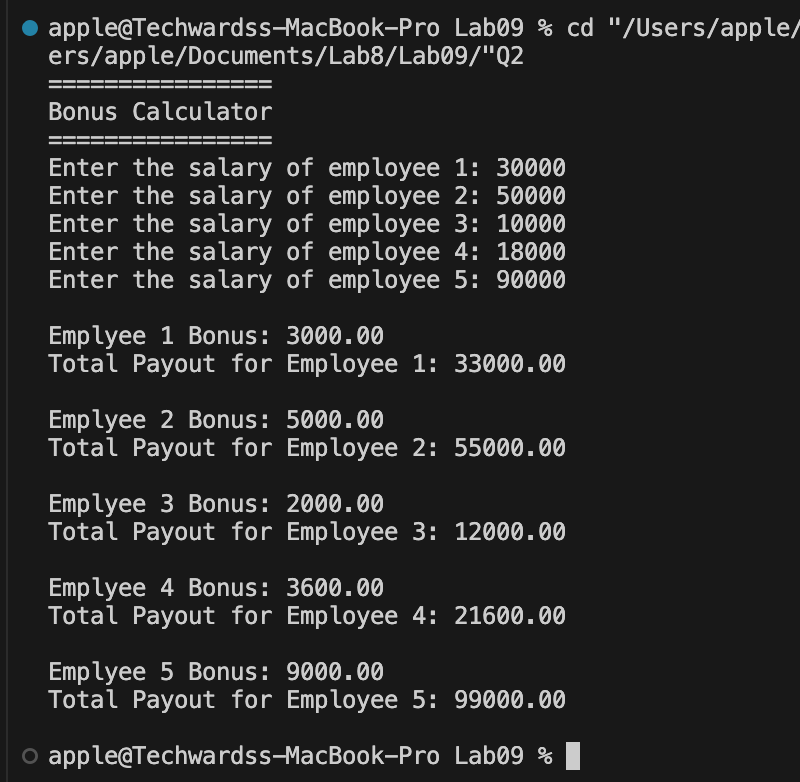 apple@Techwardss-MacBook-Pro Lab09 % cd "/Users/apple/
ers/apple/Documents/Lab8/Lab09/"Q2
================
Bonus Calculator
================
Enter the salary of employee 1: 30000
Enter the salary of employee 2: 50000
Enter the salary of employee 3: 10000
Enter the salary of employee 4: 18000
Enter the salary of employee 5: 90000

Emplyee 1 Bonus: 3000.00
Total Payout for Employee 1: 33000.00

Emplyee 2 Bonus: 5000.00
Total Payout for Employee 2: 55000.00

Emplyee 3 Bonus: 2000.00
Total Payout for Employee 3: 12000.00

Emplyee 4 Bonus: 3600.00
Total Payout for Employee 4: 21600.00

Emplyee 5 Bonus: 9000.00
Total Payout for Employee 5: 99000.00

apple@Techwardss-MacBook-Pro Lab09 %